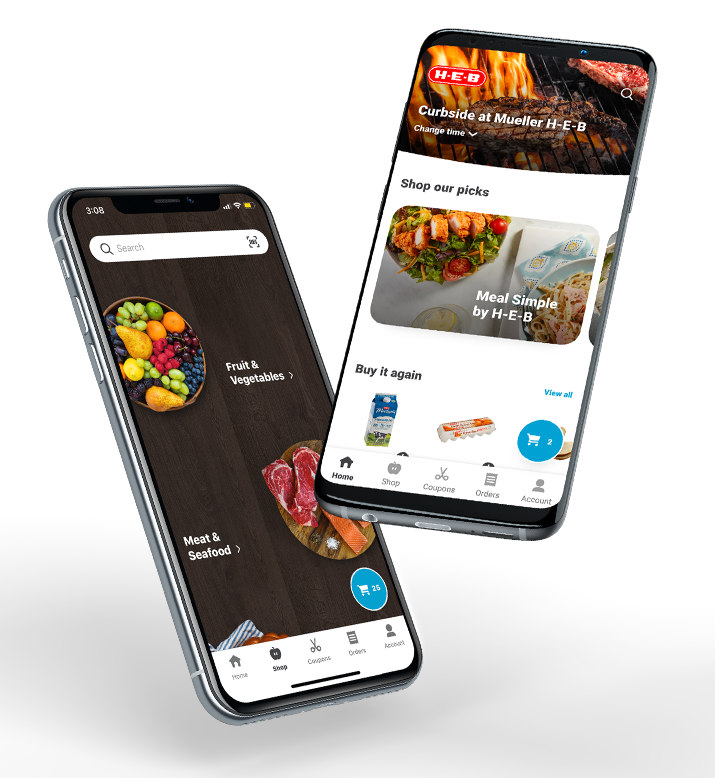 H-E-B
Curbside at Mueller H-E-B
Change time
Shop our picks
Meal Simple
by H-E-B
Buy it again
View all
2
Home
Shop
Coupons
Orders
Account
3:08
Search
Fruit &
Vegetables
Meat &
Seafood
25
Home
Shop
Coupons
Orders
Account